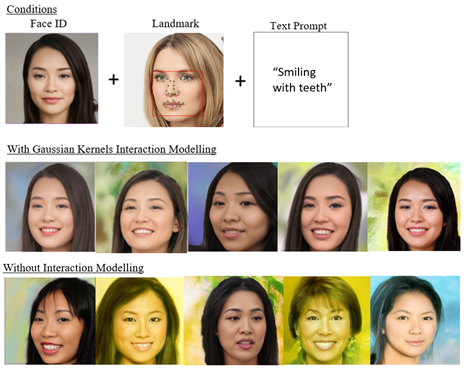 Conditions
Face ID
Landmark
Text Prompt
+
+
“Smiling
with teeth”
With Gaussian Kernels Interaction Modelling
Without Interaction Modelling